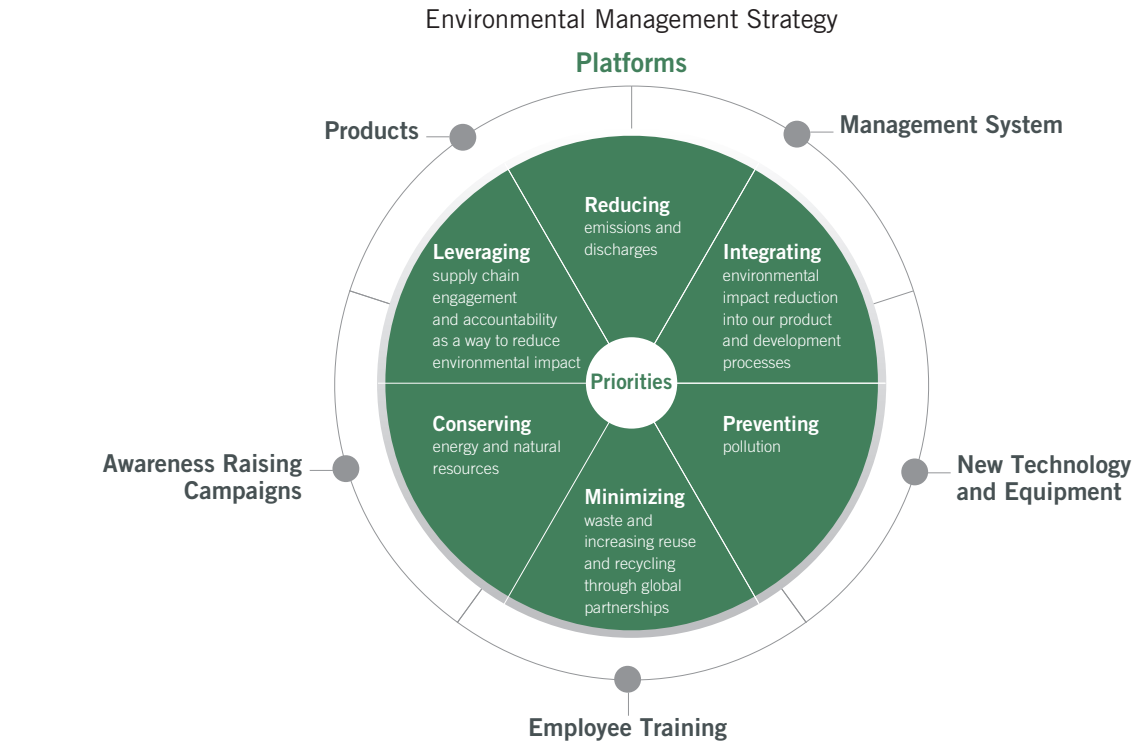 Environmental Management Strategy
Platforms
Products
Management System
Reducing
emissions and
discharges
Leveraging
supply chain
engagement
and accountability
as a way to reduce
environmental impact
Integrating
environmental
impact reduction
into our product
and development
processes
Priorities
Conserving
energy and natural
resources
Preventing
pollution
Minimizing
waste and
increasing reuse
and recycling
through global
partnerships
Awareness Raising
Campaigns
New Technology
and Equipment
Employee Training